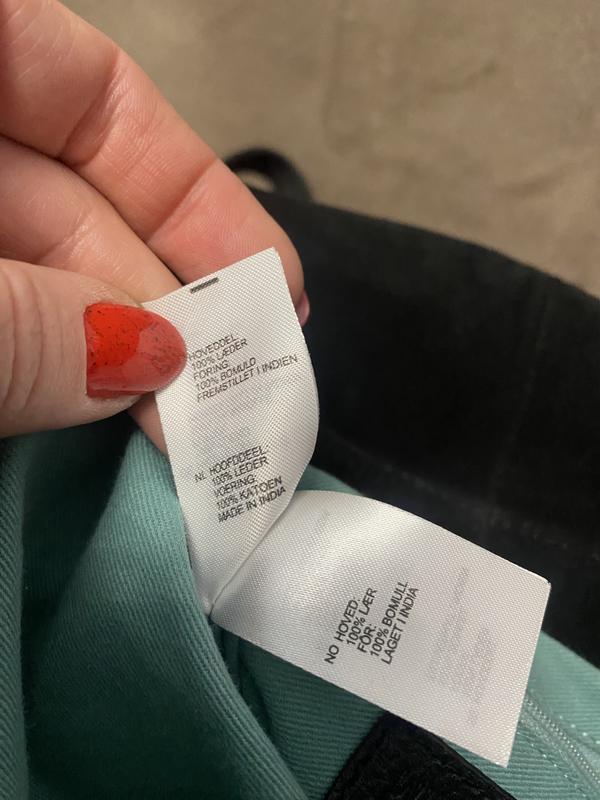 HOVEDDEL:
100% LÆDER
FORING:
100% BOMULD
FREMSTILLET I INDIEN
NL HOOFDDEEL:
100% LEDER
VOERING:
100% KATOEN
MADE IN INDIA
NO HOVED.
100% LÆR
FÔR:
100% BOMULL
LAGET I INDIA